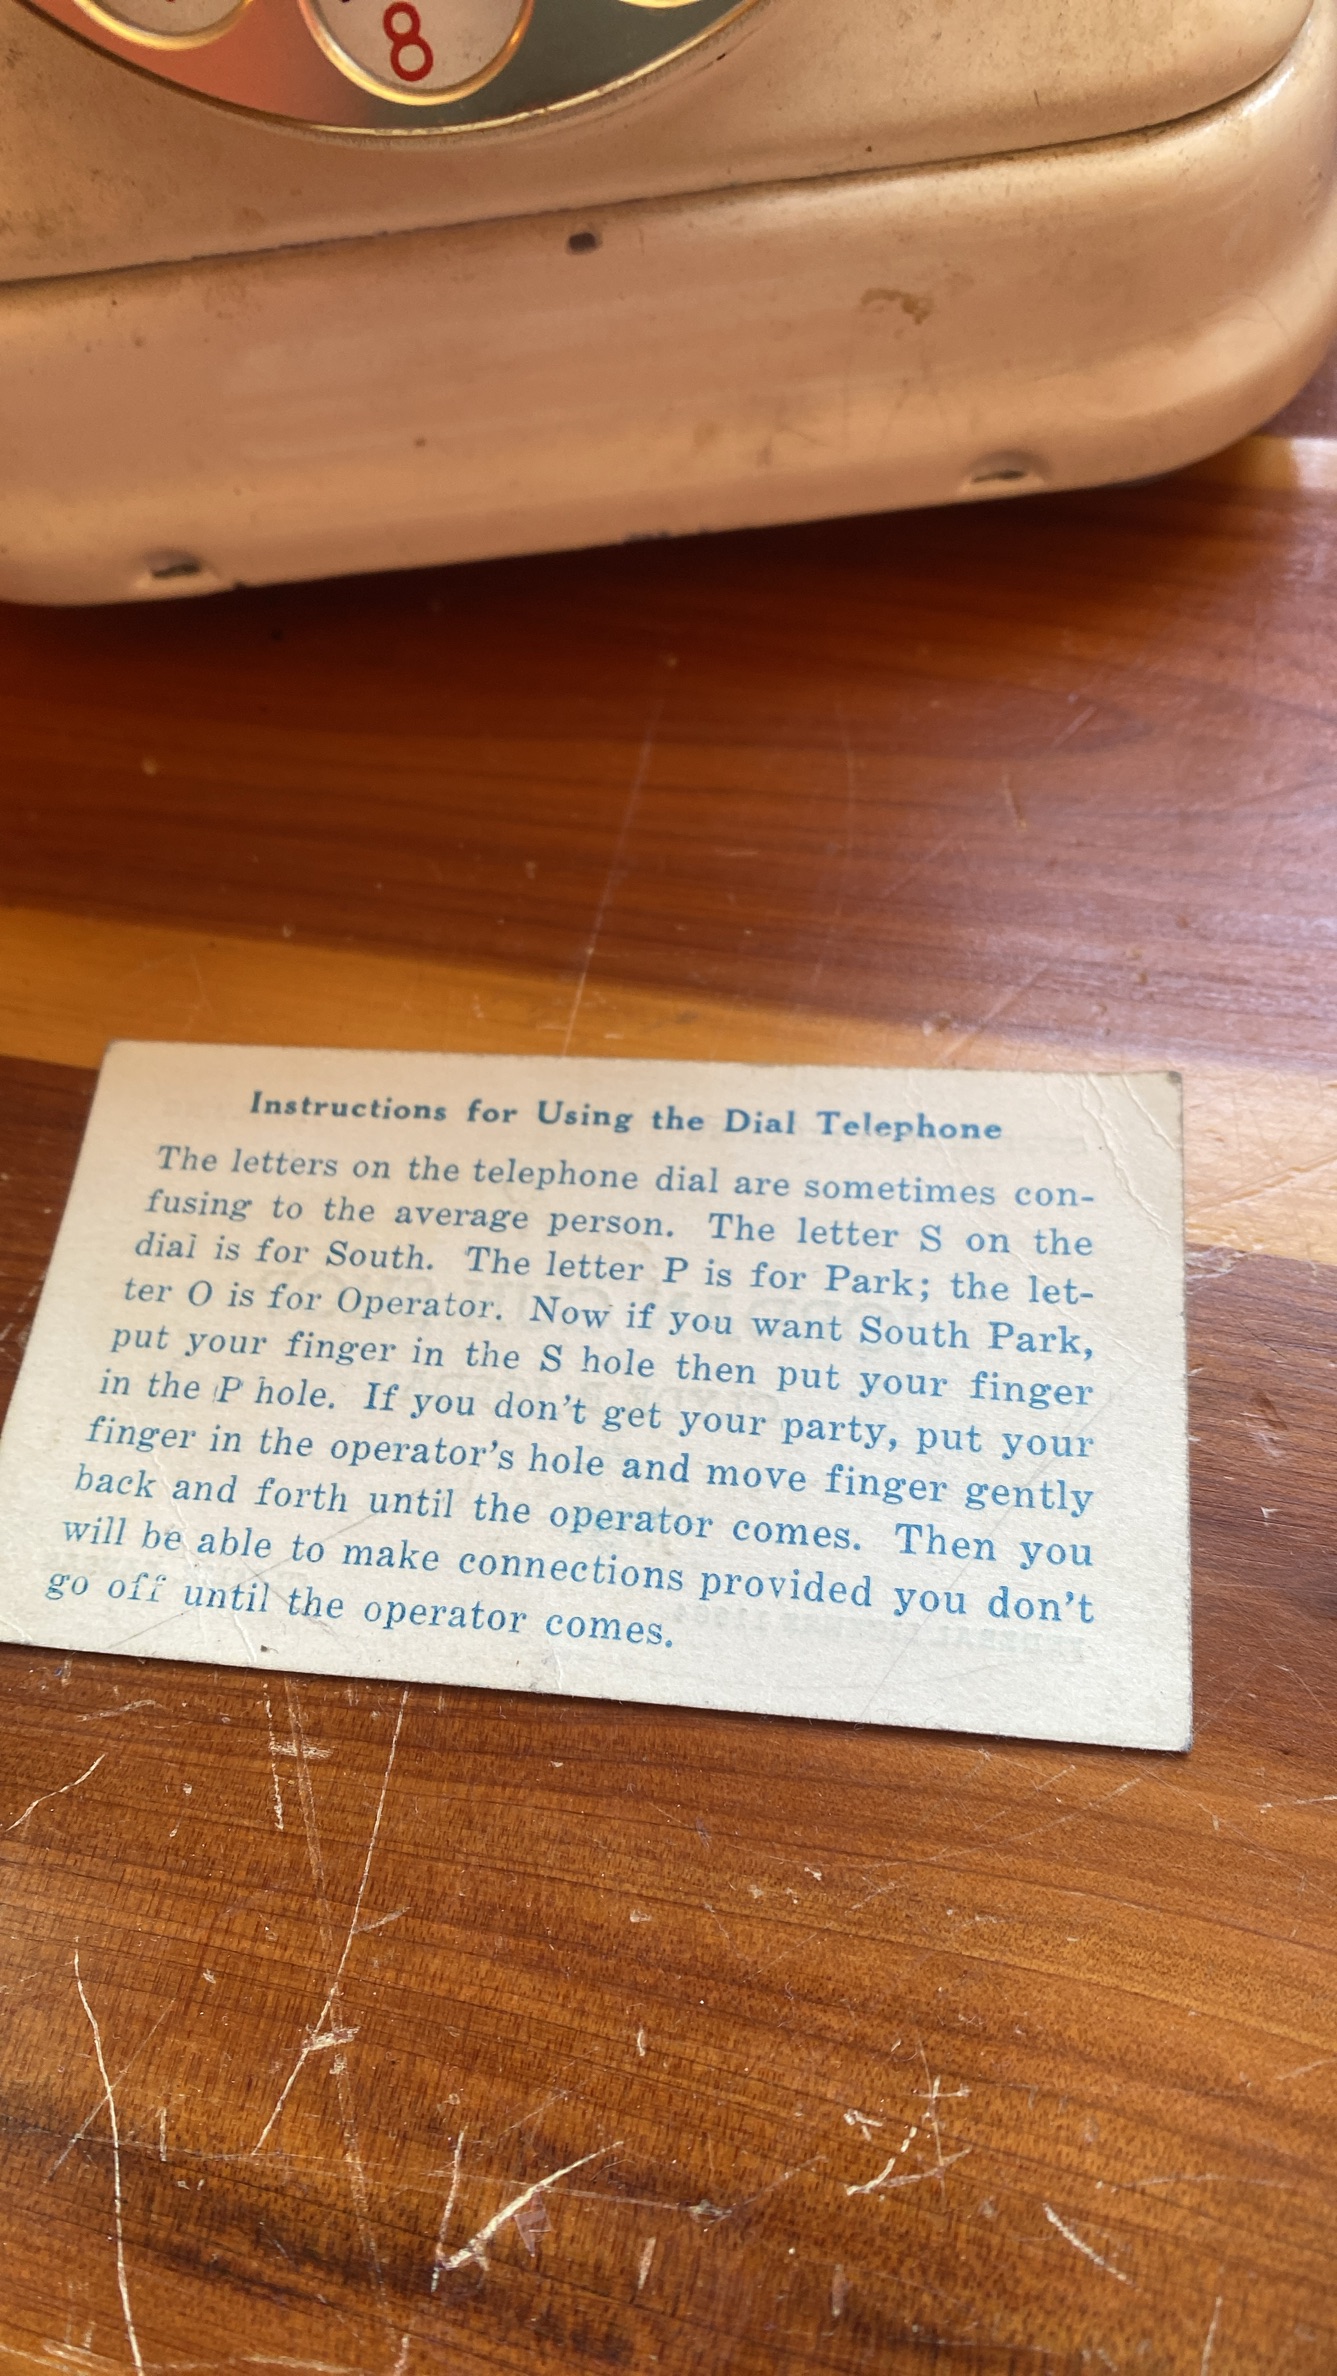 8
Instructions for Using the Dial Telephone
The letters on the telephone dial are sometimes con-
fusing to the average person. The letter S on the
dial is for South. The letter P is for Park; the let-
ter O is for Operator. Now if you want South Park,
put your finger in the S hole then put your finger
in the P hole. If you don't get your party, put your
finger in the operator's hole and move finger gently
back and forth until the operator comes. Then you
will be able to make connections provided you don't
go off until the operator comes.